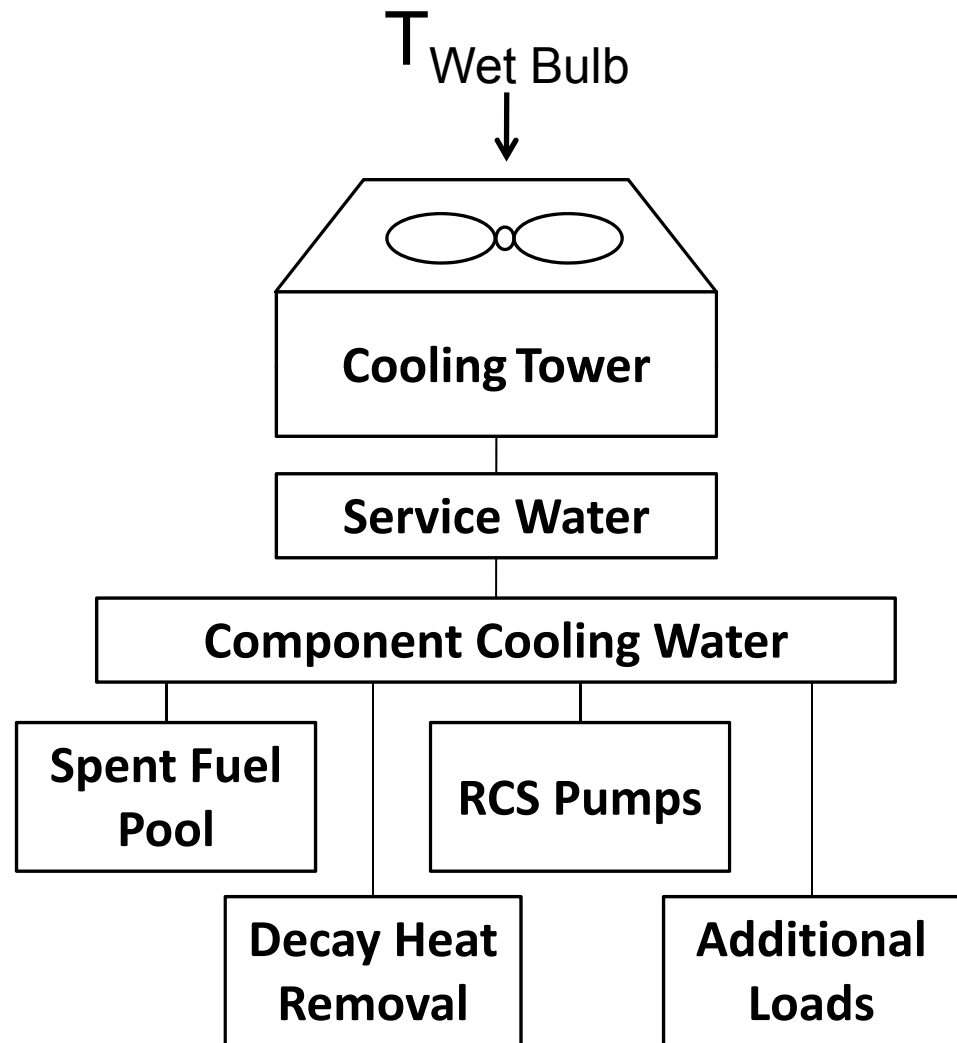 T Wet Bulb
Cooling Tower
Service Water
Component Cooling Water
Spent Fuel
Pool
RCS Pumps
Decay Heat
Removal
Additional
Loads